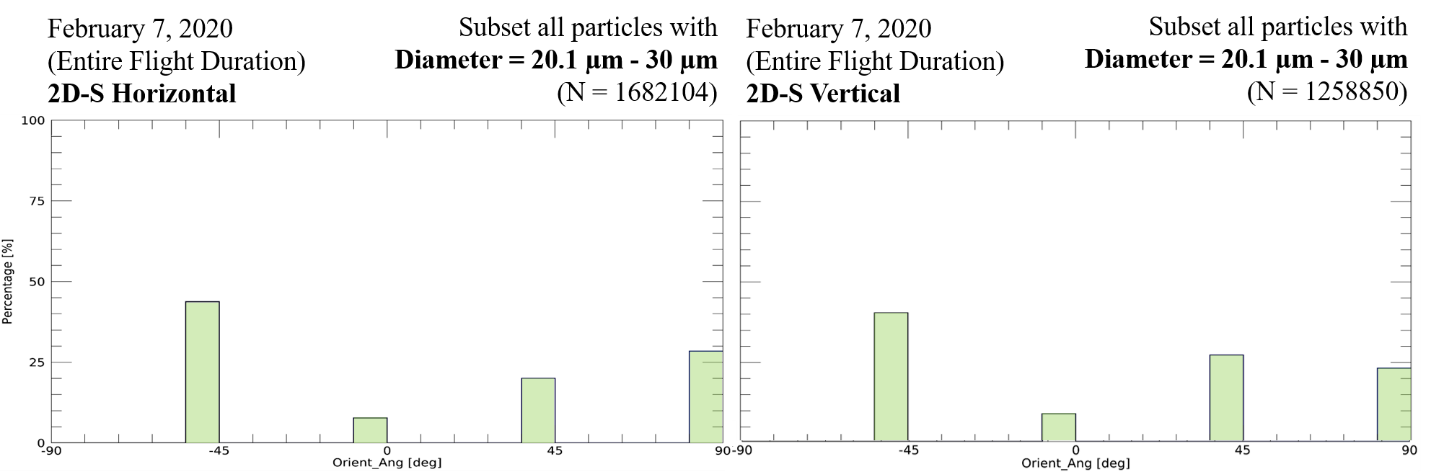 February 7, 2020
(Entire Flight Duration)
2D-S Horizontal
Subset all particles with
Diameter = 20.1 μm - 30 μm
(N = 1682104)
100
75
50
25
0
Percentage [%]
-90
-45
0
45
90
Orient_Ang [deg]
February 7, 2020
(Entire Flight Duration)
2D-S Vertical
Subset all particles with
Diameter = 20.1 μm - 30 μm
(N = 1258850)
-90
-45
0
45
90
Orient_Ang [deg]